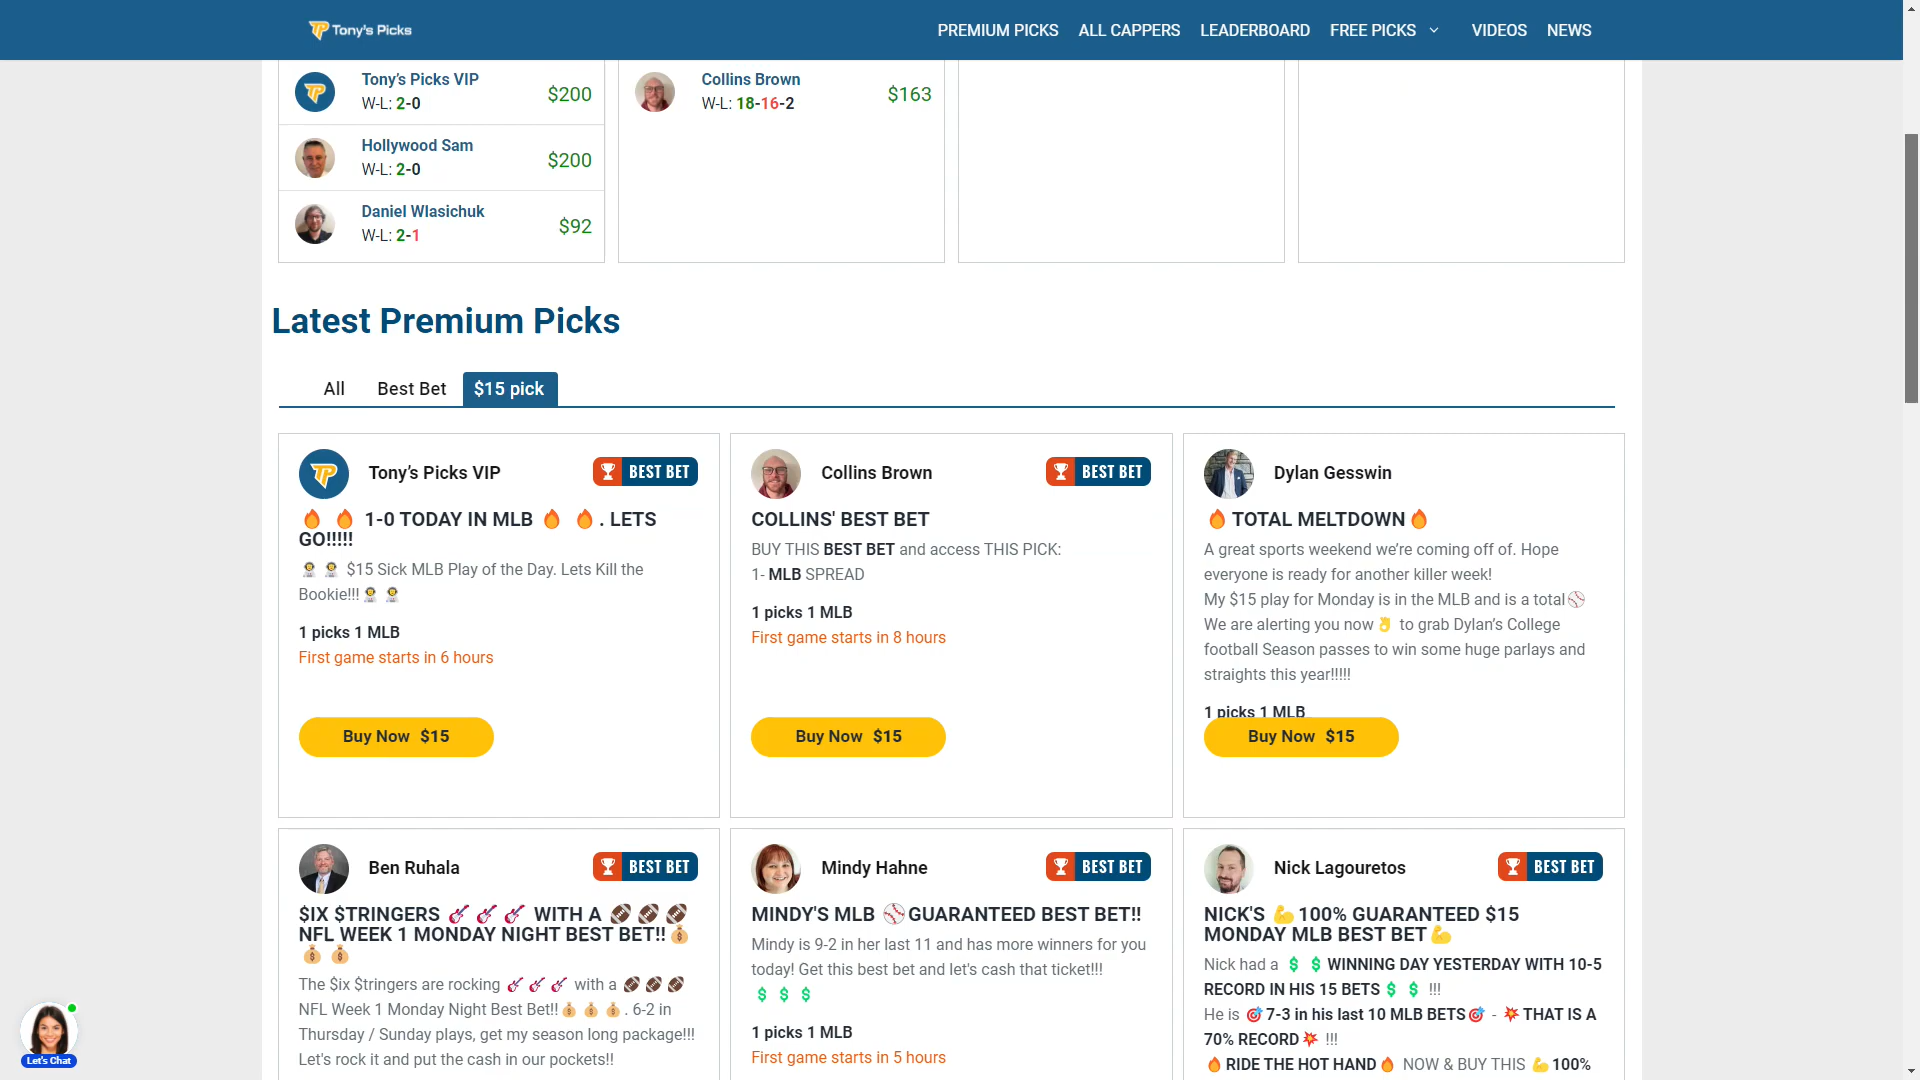 Tony's Picks
PREMIUM PICKS
ALL CAPPERS
LEADERBOARD
FREE PICKS
VIDEOS
NEWS
Tony’s Picks VIP
W-L: 2-0
$200
Hollywood Sam
W-L: 2-0
$200
Daniel Wlasichuk
W-L: 2-1
$92
Collins Brown
W-L: 18-16-2
$163
Latest Premium Picks
All
Best Bet
$15 pick
Tony’s Picks VIP
BEST BET
🔥 🔥 1-0 TODAY IN MLB 🔥 🔥. LETS
GO!!!!!
👨‍🚀 👨‍🚀 $15 Sick MLB Play of the Day. Lets Kill the
Bookie!!!👨‍🚀 👨‍🚀
1 picks 1 MLB
First game starts in 6 hours
Buy Now $15
Collins Brown
BEST BET
COLLINS' BEST BET
BUY THIS BEST BET and access THIS PICK:
1- MLB SPREAD
1 picks 1 MLB
First game starts in 8 hours
Buy Now $15
Dylan Gesswin
🔥TOTAL MELTDOWN🔥
A great sports weekend we’re coming off of. Hope
everyone is ready for another killer week!
My $15 play for Monday is in the MLB and is a total⚾
We are alerting you now👌 to grab Dylan’s College
football Season passes to win some huge parlays and
straights this year!!!!!
1 picks 1 MLB
Buy Now $15
Ben Ruhala
BEST BET
$IX $TRINGERS 🎸🎸🎸 WITH A 🏈🏈🏈
NFL WEEK 1 MONDAY NIGHT BEST BET!!💰
💰💰
The $ix $tringers are rocking 🎸🎸🎸 with a 🏈🏈🏈
NFL Week 1 Monday Night Best Bet!!💰💰💰. 6-2 in
Thursday / Sunday plays, get my season long package!!!
Let's rock it and put the cash in our pockets!!
Mindy Hahne
BEST BET
MINDY'S MLB ⚾GUARANTEED BEST BET!!
Mindy is 9-2 in her last 11 and has more winners for you
today! Get this best bet and let's cash that ticket!!!
💲 💲 💲
1 picks 1 MLB
First game starts in 5 hours
Nick Lagouretos
BEST BET
NICK'S 💪100% GUARANTEED $15
MONDAY MLB BEST BET💪
Nick had a 💲 💲 WINNING DAY YESTERDAY WITH 10-5
RECORD IN HIS 15 BETS 💲 💲 !!!
He is 🎯7-3 in his last 10 MLB BETS🎯 - 💥THAT IS A
70% RECORD💥 !!!
🔥RIDE THE HOT HAND🔥 NOW & BUY THIS 💪100%
Let's Chat